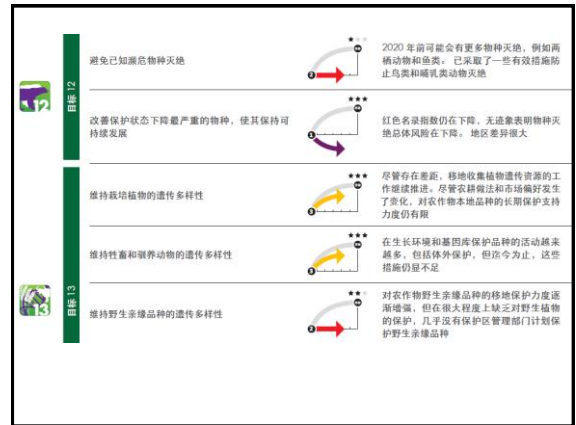 12
目标 12
避免已知濒危物种灭绝
2020 年前可能会有更多物种灭绝，例如两
栖动物和鱼类。 已采取了一些有效措施防
止鸟类和哺乳类动物灭绝
改善保护状态下降最严重的物种，使其保持可
持续发展
红色名录指数仍在下降，无迹象表明物种灭
绝总体风险在下降。 地区差异很大
13
目标 13
维持栽培植物的遗传多样性
尽管存在差距，移地收集植物遗传资源的工
作继续推进。尽管农耕做法和市场偏好发生
了变化，对农作物本地品种的长期保护支持
力度仍有限
维持牲畜和驯养动物的遗传多样性
在生长环境和基因库保护品种的活动越来
越多，包括体外保护，但迄今为止，这些
措施仍显不足
维持野生亲缘品种的遗传多样性
对农作物野生亲缘品种的移地保护力度逐
渐增强，但在很大程度上缺乏对野生植物
的保护，几乎没有保护区管理部门计划保
护野生亲缘品种